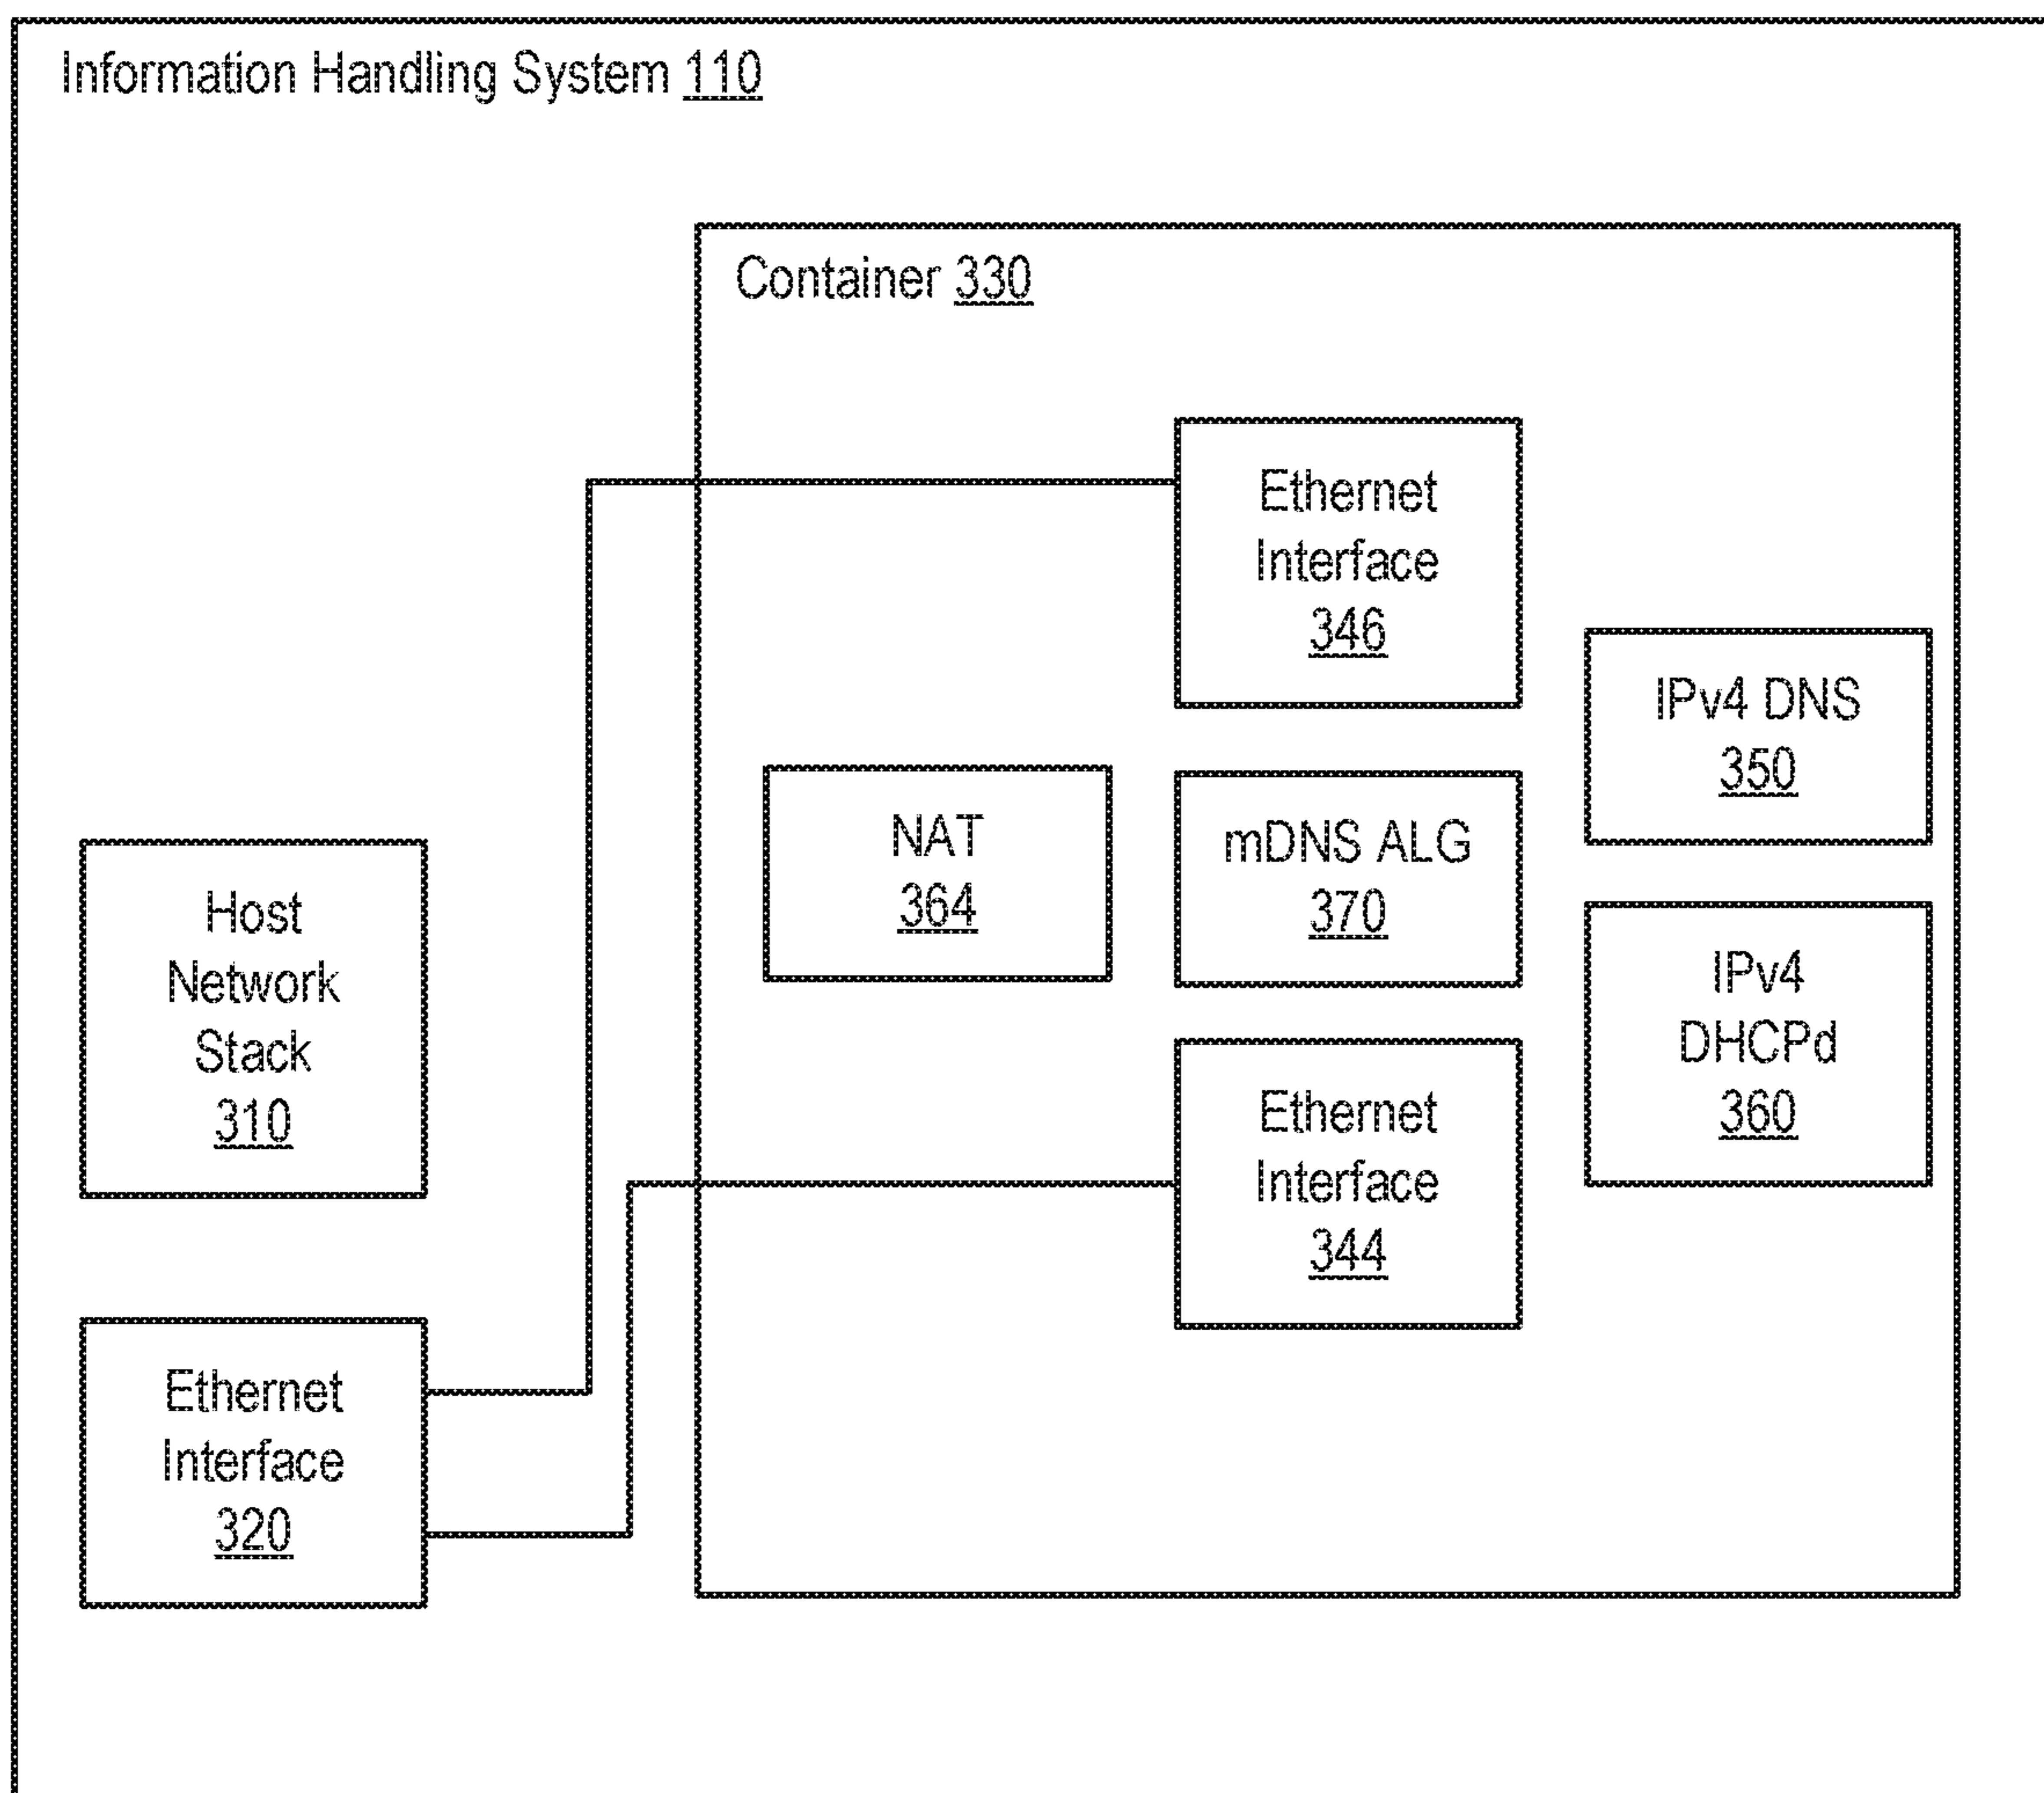 Information Handling System 110
Container 330
Ethernet
Interface
346
IPv4 DNS
350
NAT
364
mDNS ALG
370
Host
Network
Stack
310
IPv4
DHCPd
360
Ethernet
Interface
344
Ethernet
Interface
320